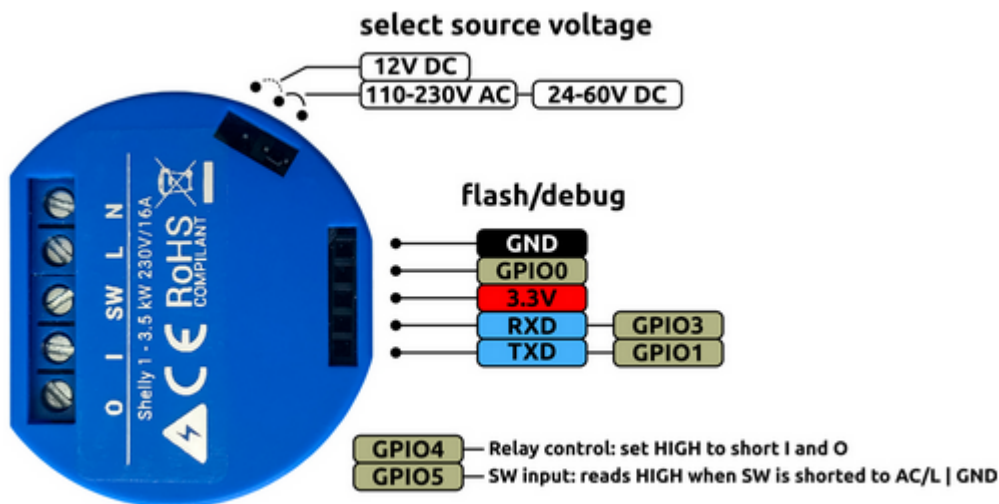 select source voltage
12V DC
110-230V AC 24-60V DC
flash/debug
GND
GPIO0
3.3V
RXD GPIO3
TXD GPIO1
O I SW L N
Shelly 1 - 3.5 kW 230V/16A
CE RoHS
COMPILANT
GPIO4 Relay control: set HIGH to short I and O
GPIO5 SW input: reads HIGH when SW is shorted to AC/L | GND